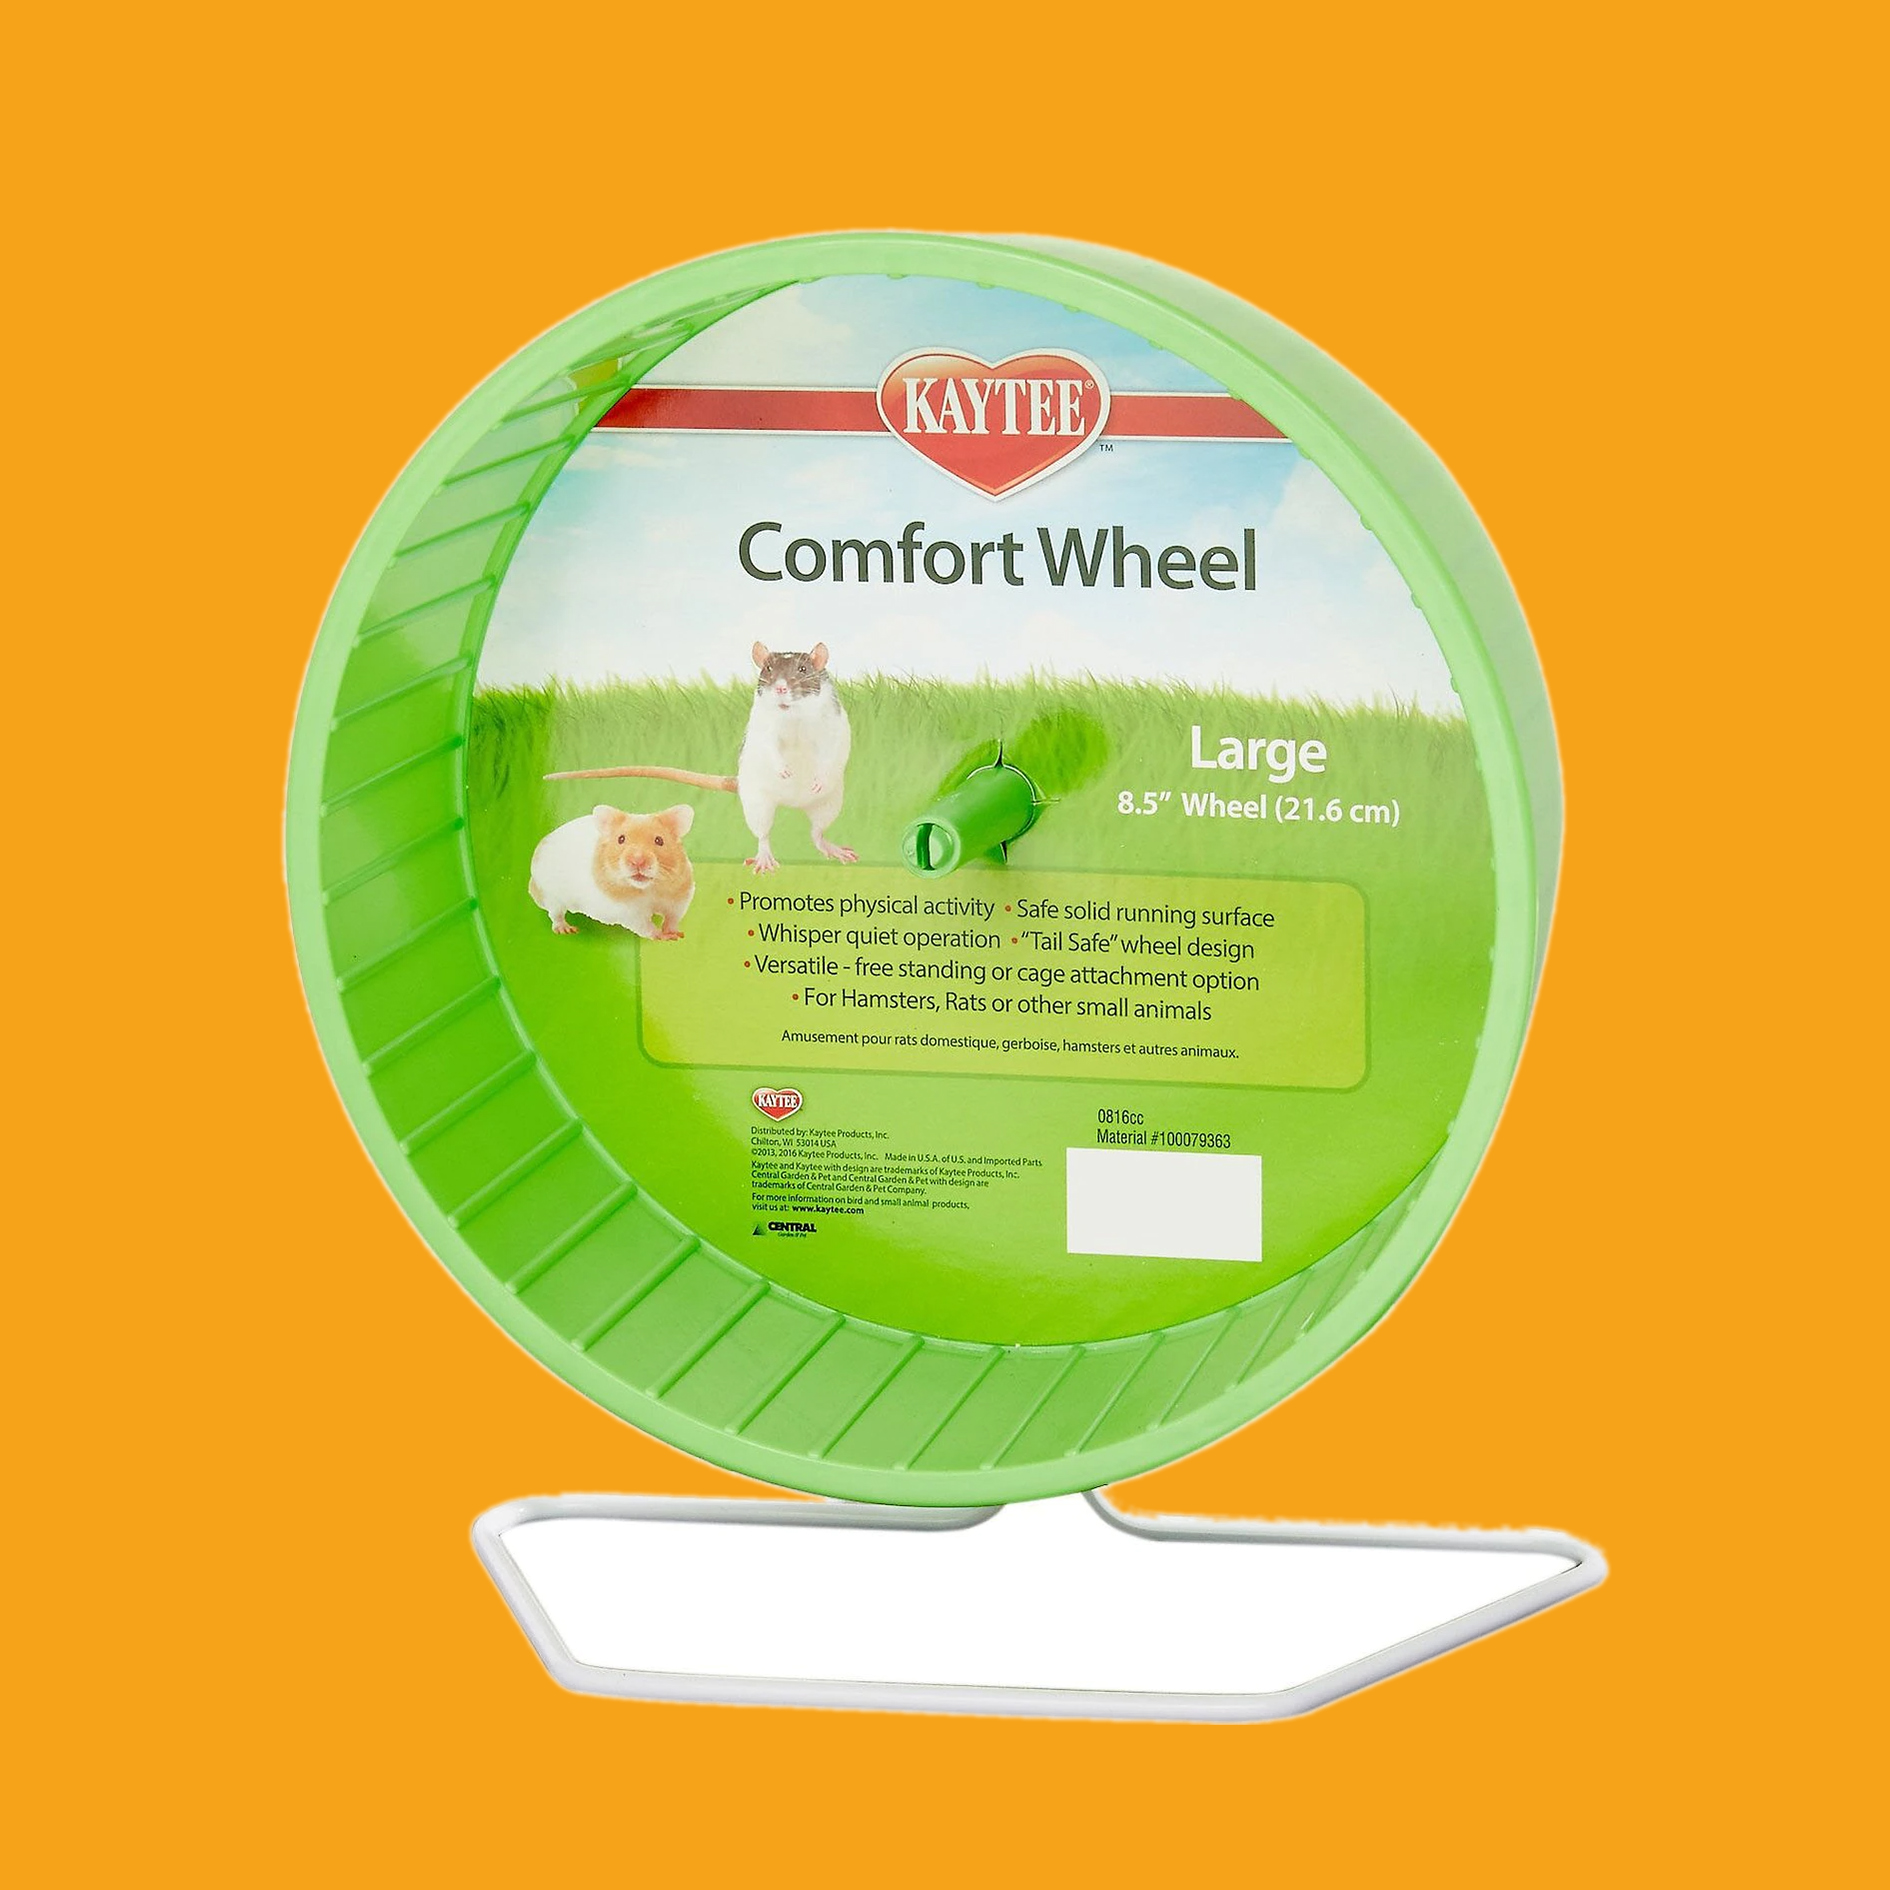 KAYTEE®
™
Comfort Wheel
Large
8.5” Wheel (21.6 cm)
• Promotes physical activity • Safe solid running surface
• Whisper quiet operation • “Tail Safe” wheel design
• Versatile - free standing or cage attachment option
• For Hamsters, Rats or other small animals
Amusement pour rats domestique, gerboise, hamsters et autres animaux.
KAYTEE
Distributed by: Kaytee Products, Inc.
Chilton, WI 53014 USA
©2013, 2016 Kaytee Products, Inc. Made in U.S.A. of U.S. and Imported Parts
Kaytee and Kaytee with design are trademarks of Kaytee Products, Inc.
Central Garden & Pet and Central Garden & Pet with design are
trademarks of Central Garden & Pet Company.
For more information on bird and small animal products,
visit us at: www.kaytee.com
CENTRAL
Garden & Pet
0816cc
Material #100079363